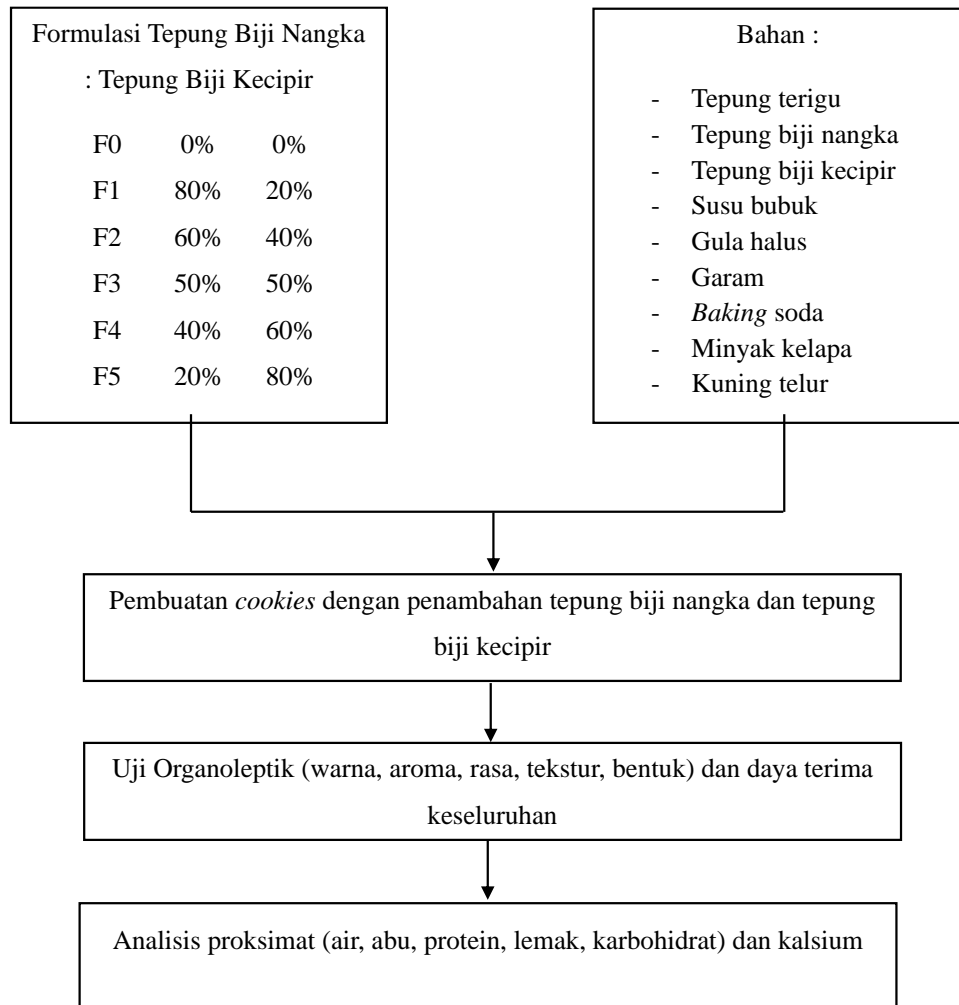 Formulasi Tepung Biji Nangka
: Tepung Biji Kecipir
F0 0% 0%
F1 80% 20%
F2 60% 40%
F3 50% 50%
F4 40% 60%
F5 20% 80%
Bahan :
- Tepung terigu
- Tepung biji nangka
- Tepung biji kecipir
- Susu bubuk
- Gula halus
- Garam
- Baking soda
- Minyak kelapa
- Kuning telur
Pembuatan cookies dengan penambahan tepung biji nangka dan tepung
biji kecipir
Uji Organoleptik (warna, aroma, rasa, tekstur, bentuk) dan daya terima
keseluruhan
Analisis proksimat (air, abu, protein, lemak, karbohidrat) dan kalsium